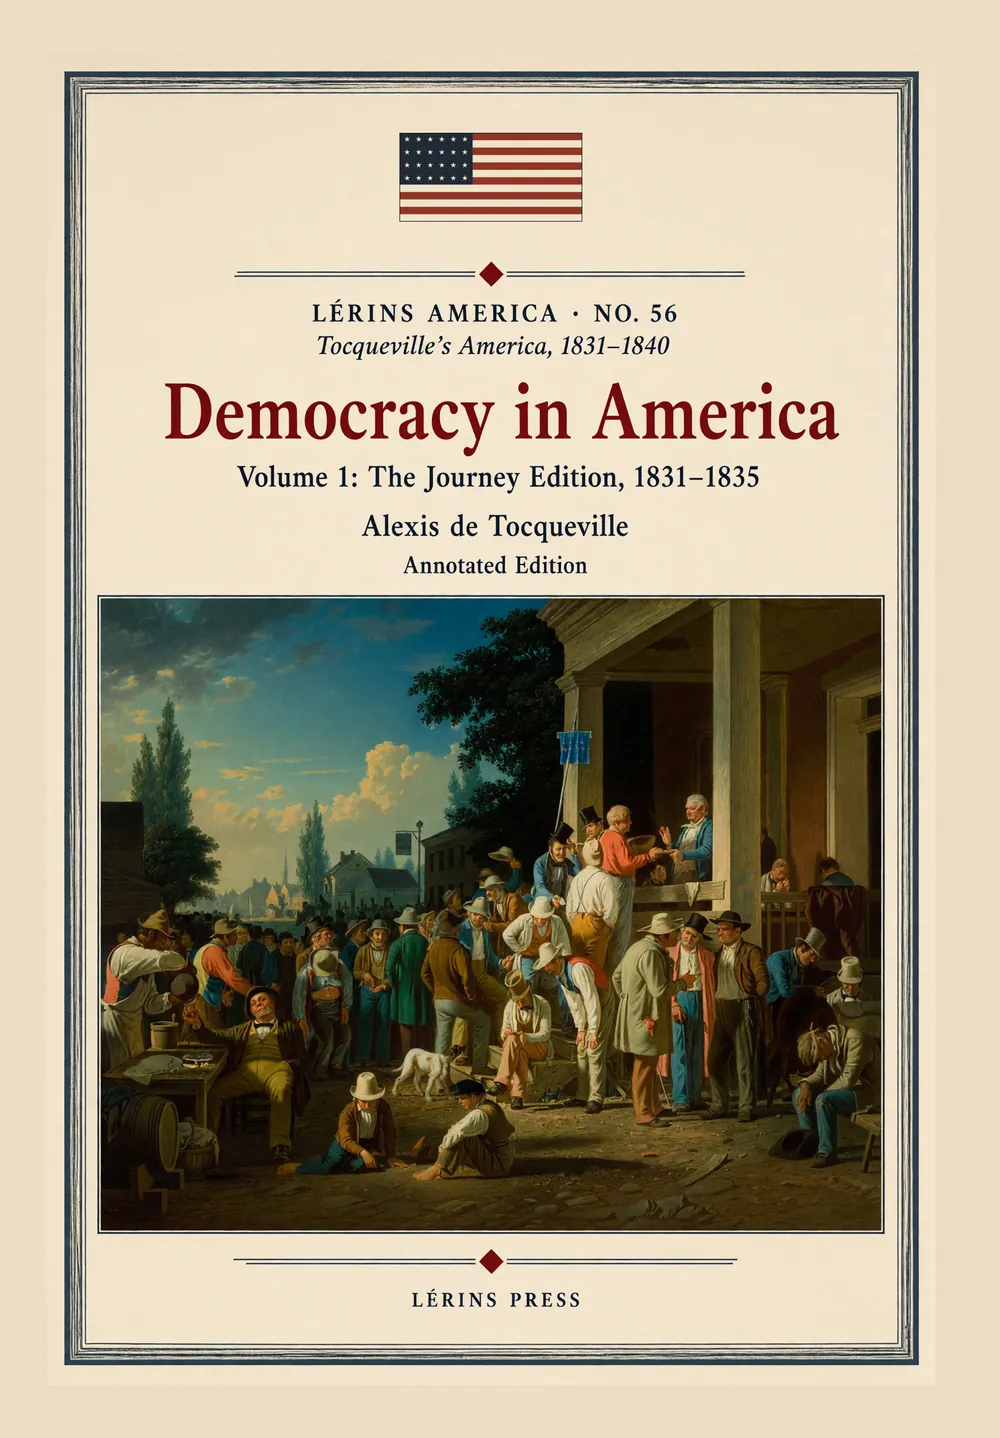 LÉRINS AMERICA · NO. 56
Tocqueville’s America, 1831–1840
Democracy in America
Volume 1: The Journey Edition, 1831–1835
Alexis de Tocqueville
Annotated Edition
LÉRINS PRESS